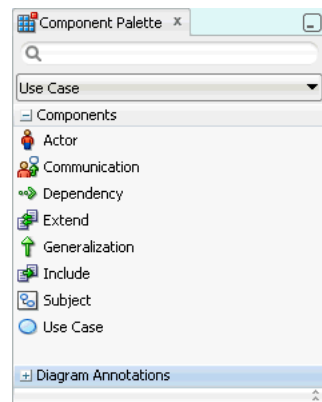 Component Palette
Use Case
Components
Actor
Communication
Dependency
Extend
Generalization
Include
Subject
Use Case
Diagram Annotations